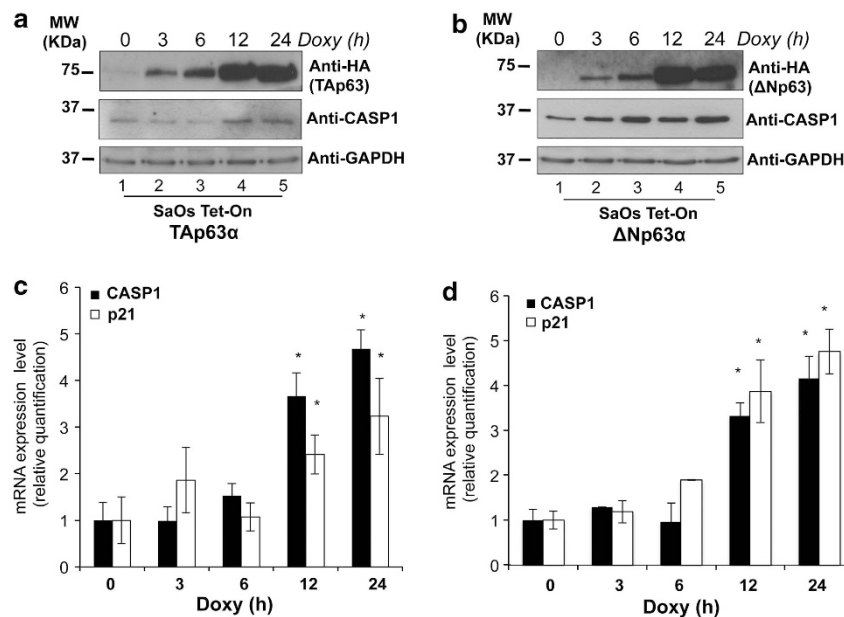 a
MW
(KDa)
0 3 6 12 24 Doxy (h)
75
Anti-HA
(TAp63)
37
Anti-CASP1
37
Anti-GAPDH
1 2 3 4 5
SaOs Tet-On
TAp63α
b
MW
(KDa)
0 3 6 12 24 Doxy (h)
75
Anti-HA
(ΔNp63)
37
Anti-CASP1
37
Anti-GAPDH
1 2 3 4 5
SaOs Tet-On
ΔNp63α
c
CASP1
p21
mRNA expression level
(relative quantification)
6
5
4
3
2
1
0
* * * *
0 3 6 12 24
Doxy (h)
d
CASP1
p21
mRNA expression level
(relative quantification)
6
5
4
3
2
1
0
* * * *
0 3 6 12 24
Doxy (h)